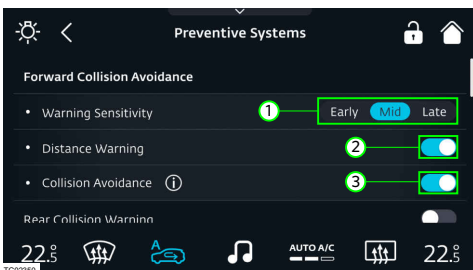 Preventive Systems
Forward Collision Avoidance
• Warning Sensitivity 1 Early Mid Late
• Distance Warning 2
• Collision Avoidance i 3
Rear Collision Warning
22.5 A AUTO A/C 22.5
TC02350